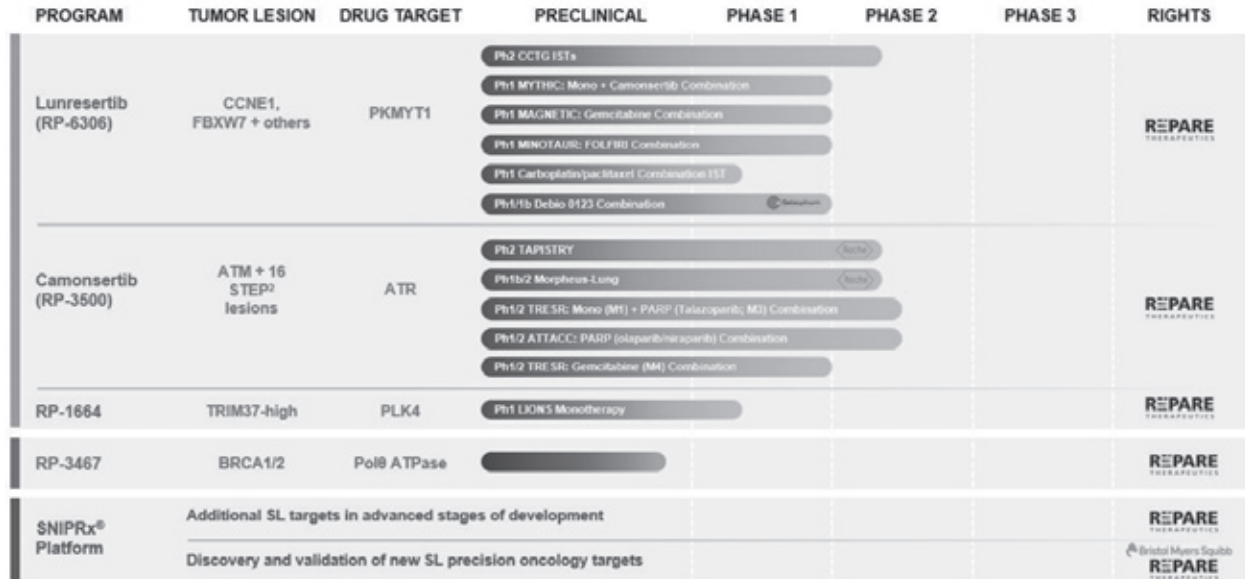 PROGRAM TUMOR LESION DRUG TARGET PRECLINICAL PHASE 1 PHASE 2 PHASE 3 RIGHTS
Lunresertib
(RP-6306)
CCNE1,
FBXW7 + others
PKMYT1
Ph2 CCTG ISTs
Ph1 MYTHIC: Mono + Camonsertib Combination
Ph1 MAGNETIC: Gemcitabine Combination
Ph1 MINOTAUR: FOLFIRI Combination
Ph1 Carboplatin/paclitaxel Combination IST
Ph1/1b Debio 0123 Combination
REPARE
THERAPEUTICS
Camonsertib
(RP-3500)
ATM + 16
STEP²
lesions
ATR
Ph2 TAPISTRY Roche
Ph1b/2 Morpheus-Lung Roche
Ph1/2 TRESR: Mono (M1) + PARP (Talazoparib; M3) Combination
Ph1/2 ATTACC: PARP (olaparib/niraparib) Combination
Ph1/2 TRESR: Gemcitabine (M4) Combination
REPARE
THERAPEUTICS
RP-1664 TRIM37-high PLK4 Ph1 LIONS Monotherapy REPARE
THERAPEUTICS
RP-3467 BRCA1/2 Polθ ATPase REPARE
THERAPEUTICS
SNIPRx®
Platform
Additional SL targets in advanced stages of development REPARE
THERAPEUTICS
Discovery and validation of new SL precision oncology targets
Bristol Myers Squibb
REPARE
THERAPEUTICS